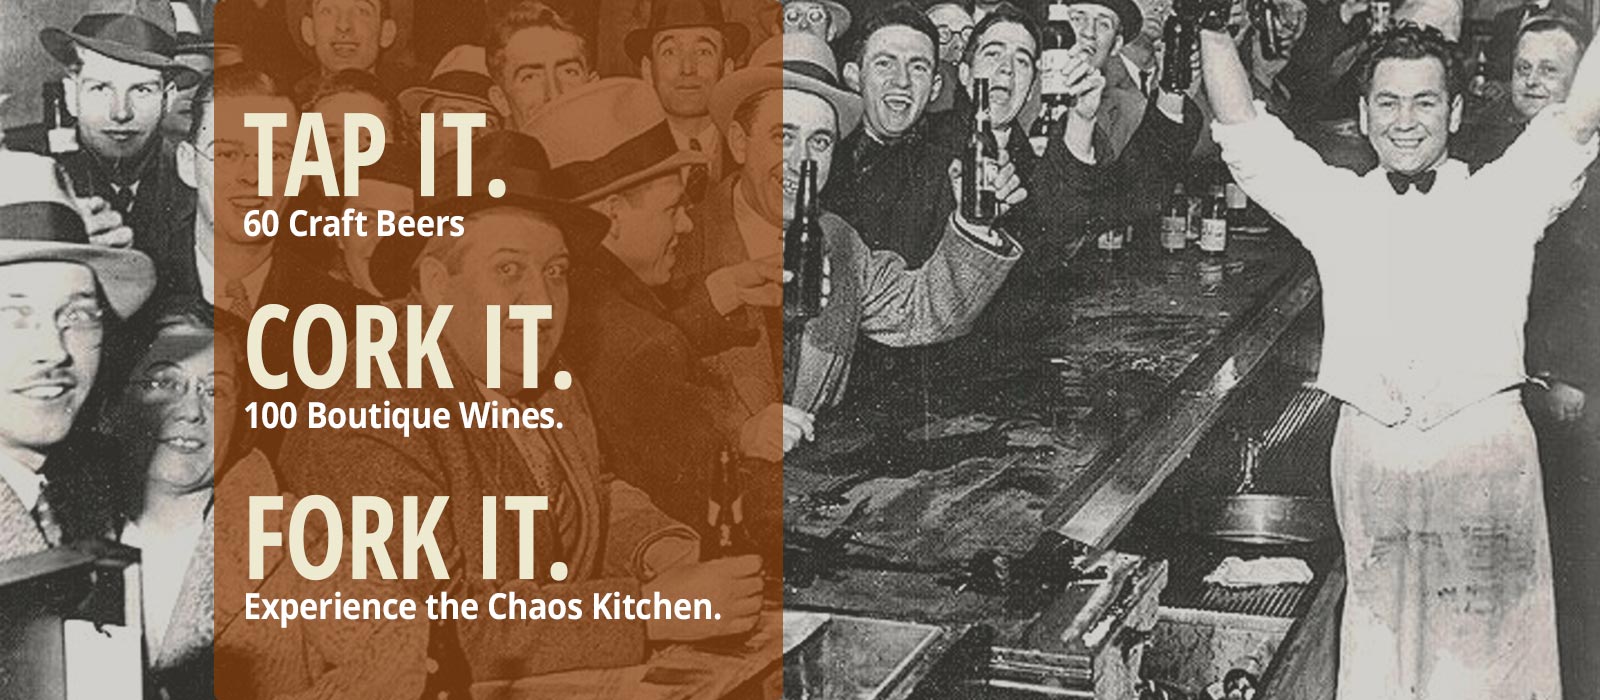 TAP IT.
60 Craft Beers
CORK IT.
100 Boutique Wines.
FORK IT.
Experience the Chaos Kitchen.